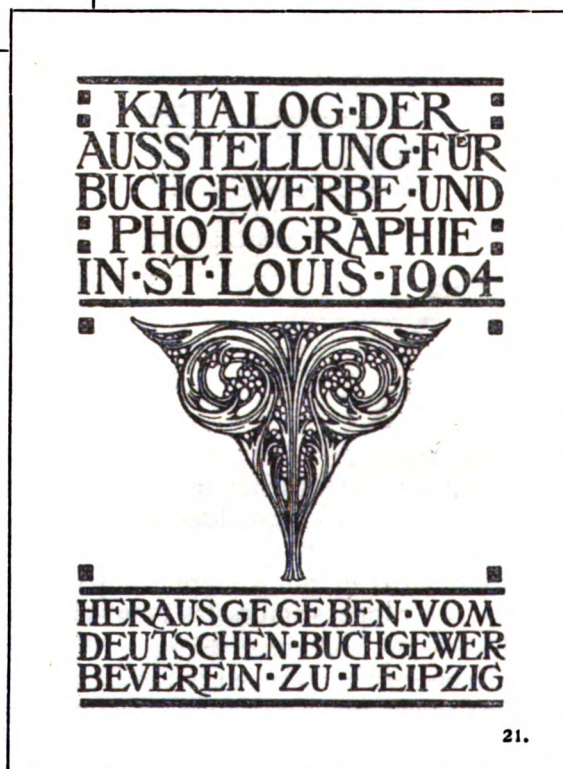 KATALOG·DER
AUSSTELLUNG·FÜR
BUCHGEWERBE·UND
PHOTOGRAPHIE
IN·ST·LOUIS·1904
HERAUSGEGEBEN·VOM
DEUTSCHEN·BUCHGEWER-
BEVEREIN·ZU·LEIPZIG
21.